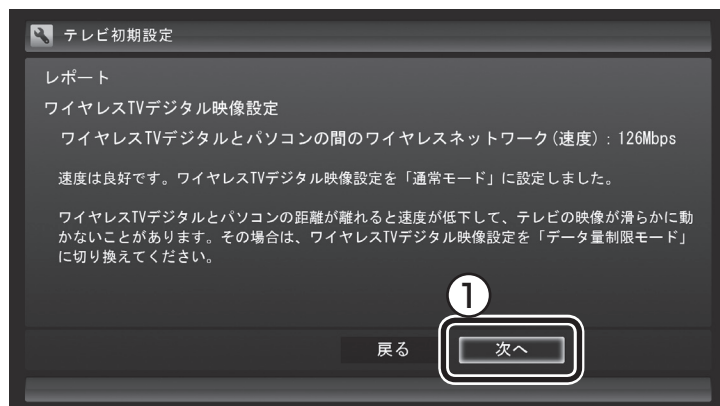 テレビ初期設定
レポート
ワイヤレスTVデジタル映像設定
ワイヤレスTVデジタルとパソコンの間のワイヤレスネットワーク(速度):126Mbps
速度は良好です。ワイヤレスTVデジタル映像設定を「通常モード」に設定しました。
ワイヤレスTVデジタルとパソコンの距離が離れると速度が低下して、テレビの映像が滑らかに動
かないことがあります。その場合は、ワイヤレスTVデジタル映像設定を「データ量制限モード」
に切り換えてください。
1
戻る 次へ